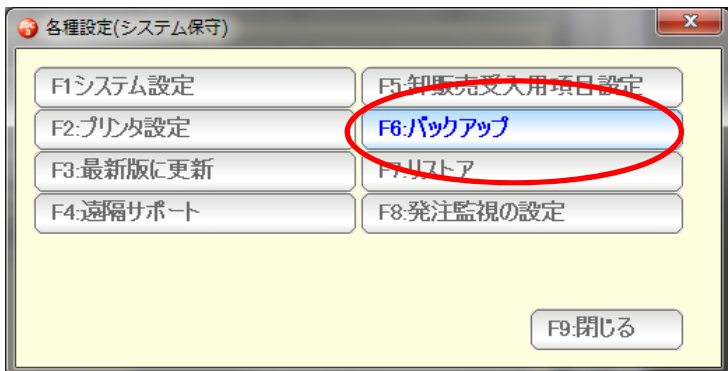 各種設定(システム保守)
x
F1システム設定
F2:プリンタ設定
F3:最新版に更新
F4:遠隔サポート
F5:卸販売受入用項目設定
F6:バックアップ
F7:リストア
F8:発注監視の設定
F9:閉じる